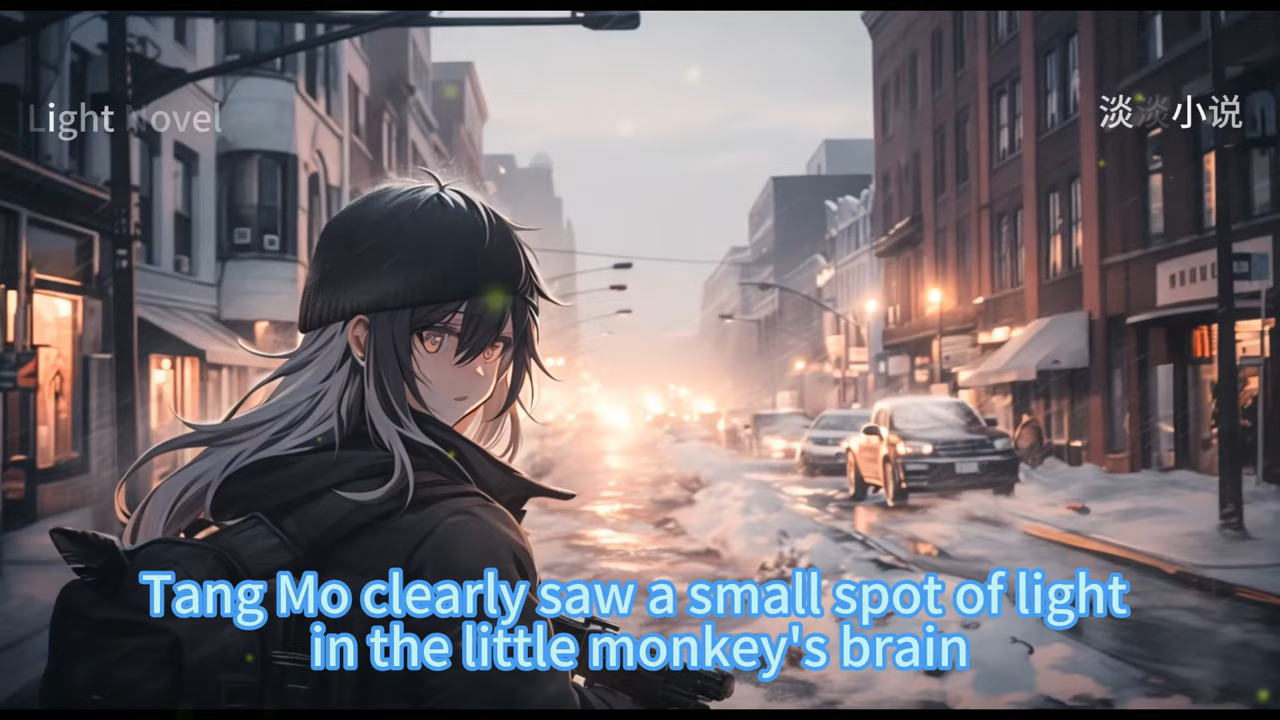 Light Novel
淡淡小说
Tang Mo clearly saw a small spot of light
in the little monkey's brain